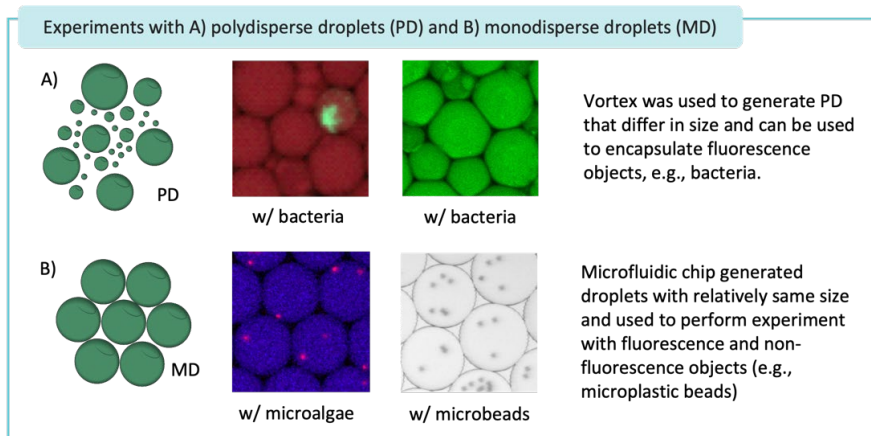 Experiments with A) polydisperse droplets (PD) and B) monodisperse droplets (MD)
A)
PD
w/ bacteria
w/ bacteria
Vortex was used to generate PD
that differ in size and can be used
to encapsulate fluorescence
objects, e.g., bacteria.
B)
MD
w/ microalgae
w/ microbeads
Microfluidic chip generated
droplets with relatively same size
and used to perform experiment
with fluorescence and non-
fluorescence objects (e.g.,
microplastic beads)